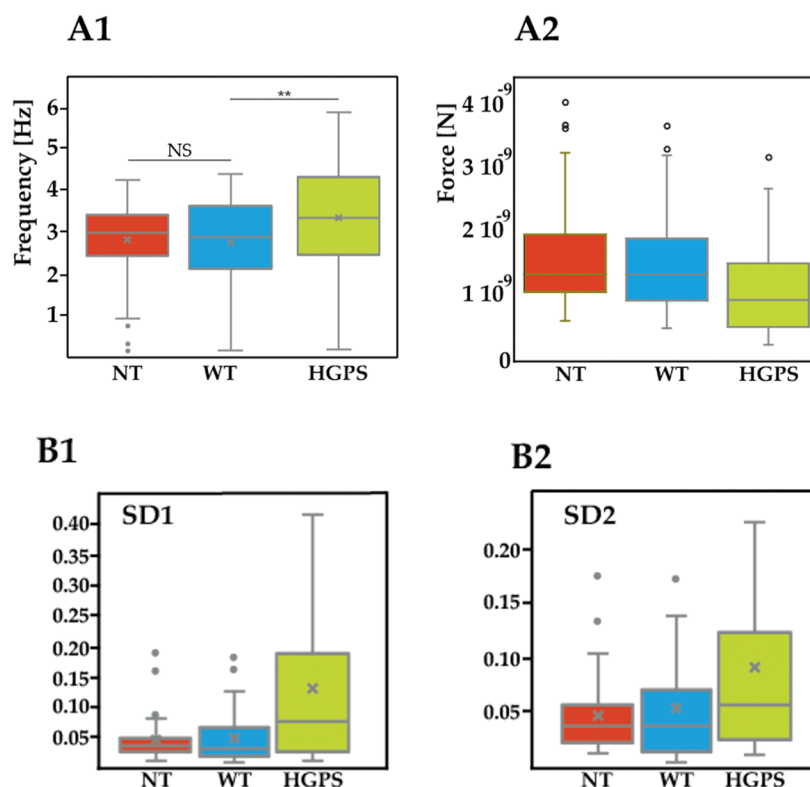 A1
Frequency [Hz]
6
5
4
3
2
1
NS
**
NT
WT
HGPS
A2
Force [N]
4 10-9
3 10-9
2 10-9
1 10-9
0
NT
WT
HGPS
B1
SD1
0.40
0.35
0.30
0.25
0.20
0.15
0.10
0.05
NT
WT
HGPS
B2
SD2
0.20
0.15
0.10
0.05
NT
WT
HGPS